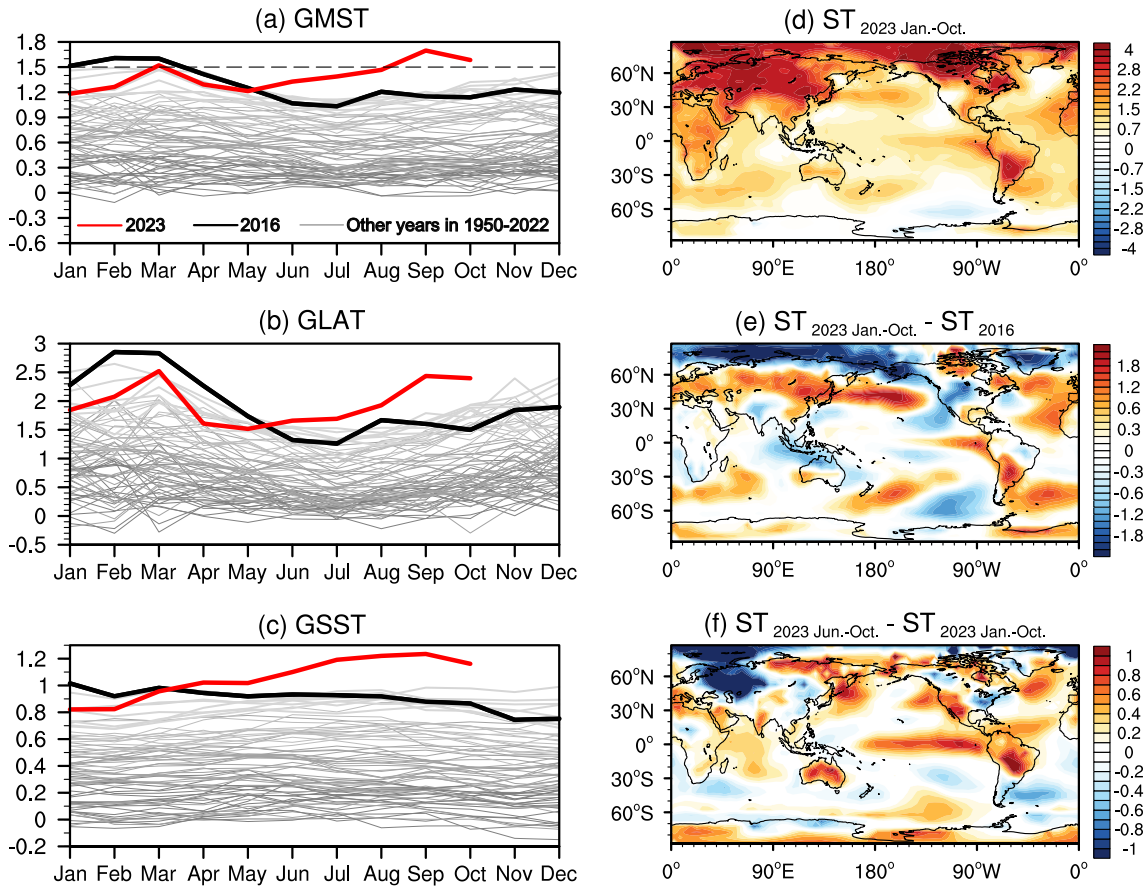 (a) GMST
1.8
1.5
1.2
0.9
0.6
0.3
0
-0.3
-0.6
2023 2016 Other years in 1950-2022
Jan Feb Mar Apr May Jun Jul Aug Sep Oct Nov Dec
(b) GLAT
3
2.5
2
1.5
1
0.5
0
-0.5
Jan Feb Mar Apr May Jun Jul Aug Sep Oct Nov Dec
(c) GSST
1.2
1
0.8
0.6
0.4
0.2
0
-0.2
Jan Feb Mar Apr May Jun Jul Aug Sep Oct Nov Dec
(d) ST 2023 Jan.-Oct.
60°N
30°N
0°
30°S
60°S
0° 90°E 180° 90°W 0°
4
2.8
2.2
1.5
0.7
0
-0.7
-1.5
-2.2
-2.8
-4
(e) ST 2023 Jan.-Oct. - ST 2016
60°N
30°N
0°
30°S
60°S
0° 90°E 180° 90°W 0°
1.8
1.2
0.9
0.6
0.3
0
-0.3
-0.6
-0.9
-1.2
-1.8
(f) ST 2023 Jun.-Oct. - ST 2023 Jan.-Oct.
60°N
30°N
0°
30°S
60°S
0° 90°E 180° 90°W 0°
1
0.8
0.6
0.4
0.2
0
-0.2
-0.4
-0.6
-0.8
-1